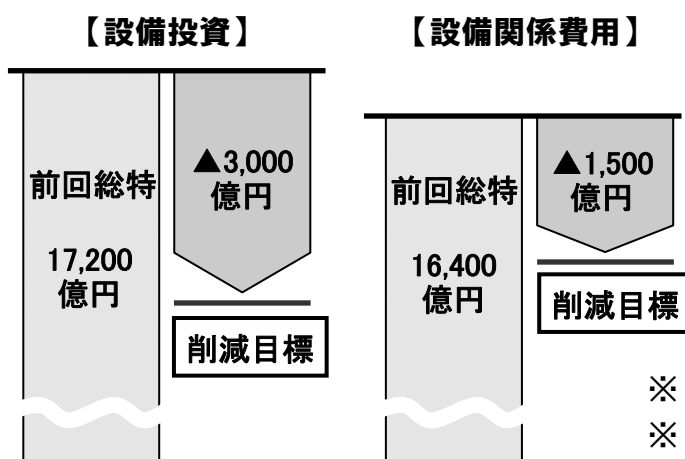 【設備投資】
前回総特
17,200
億円
▲3,000
億円
削減目標
【設備関係費用】
前回総特
16,400
億円
▲1,500
億円
削減目標
※
※